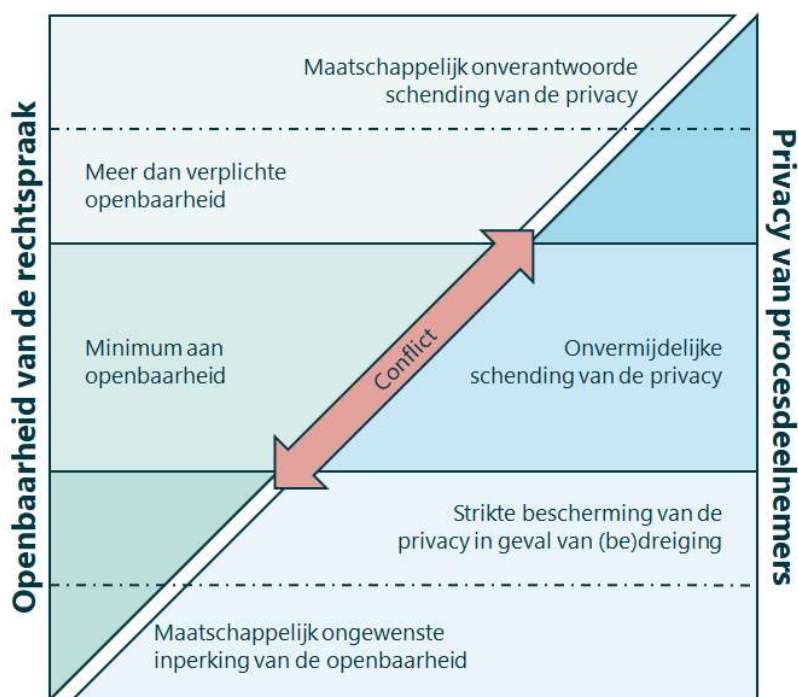 Openbaarheid van de rechtspraak
Maatschappelijk onverantwoorde
schending van de privacy
Meer dan verplichte
openbaarheid
Minimum aan
openbaarheid
Conflict
Onvermijdelijke
schending van de privacy
Strikte bescherming van de
privacy in geval van (be)dreiging
Maatschappelijk ongewenste
inperking van de openbaarheid
Privacy van procesdeelnemers